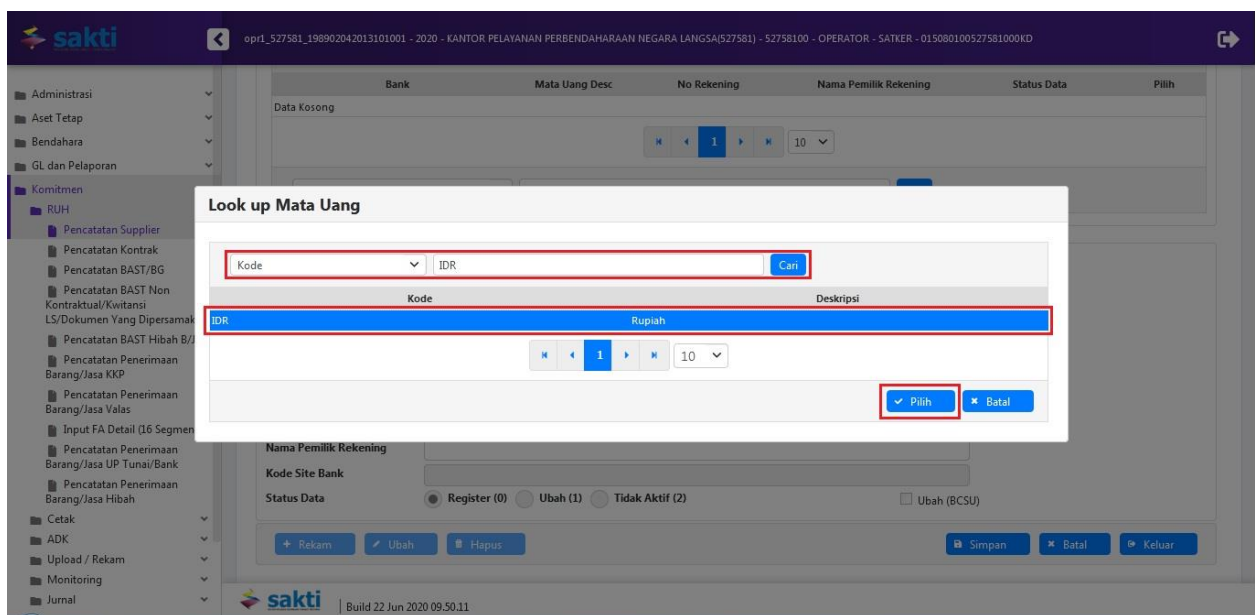 sakti
opr1_527581_198902042013101001 - 2020 - KANTOR PELAYANAN PERBENDAHARAAN NEGARA LANGSA(527581) - 52758100 - OPERATOR - SATKER - 015080100527581000KD
Administrasi
Aset Tetap
Bendahara
GL dan Pelaporan
Komitmen
RUH
Pencatatan Supplier
Pencatatan Kontrak
Pencatatan BAST/BG
Pencatatan BAST Non
Kontraktual/Kwitansi
LS/Dokumen Yang Dipersamak
Pencatatan BAST Hibah B/J
Pencatatan Penerimaan
Barang/Jasa KKP
Pencatatan Penerimaan
Barang/Jasa Valas
Input FA Detail (16 Segmen
Pencatatan Penerimaan
Barang/Jasa UP Tunai/Bank
Pencatatan Penerimaan
Barang/Jasa Hibah
Cetak
ADK
Upload / Rekam
Monitoring
Jurnal
Bank Mata Uang Desc No Rekening Nama Pemilik Rekening Status Data Pilih
Data Kosong
1 10
Look up Mata Uang
Kode IDR Cari
Kode Deskripsi
IDR Rupiah
1 10
Pilih Batal
Nama Pemilik Rekening
Kode Site Bank
Status Data Register (0) Ubah (1) Tidak Aktif (2) Ubah (BCSU)
Rekam Ubah Hapus Simpan Batal Keluar
sakti | Build 22 Jun 2020 09.50.11